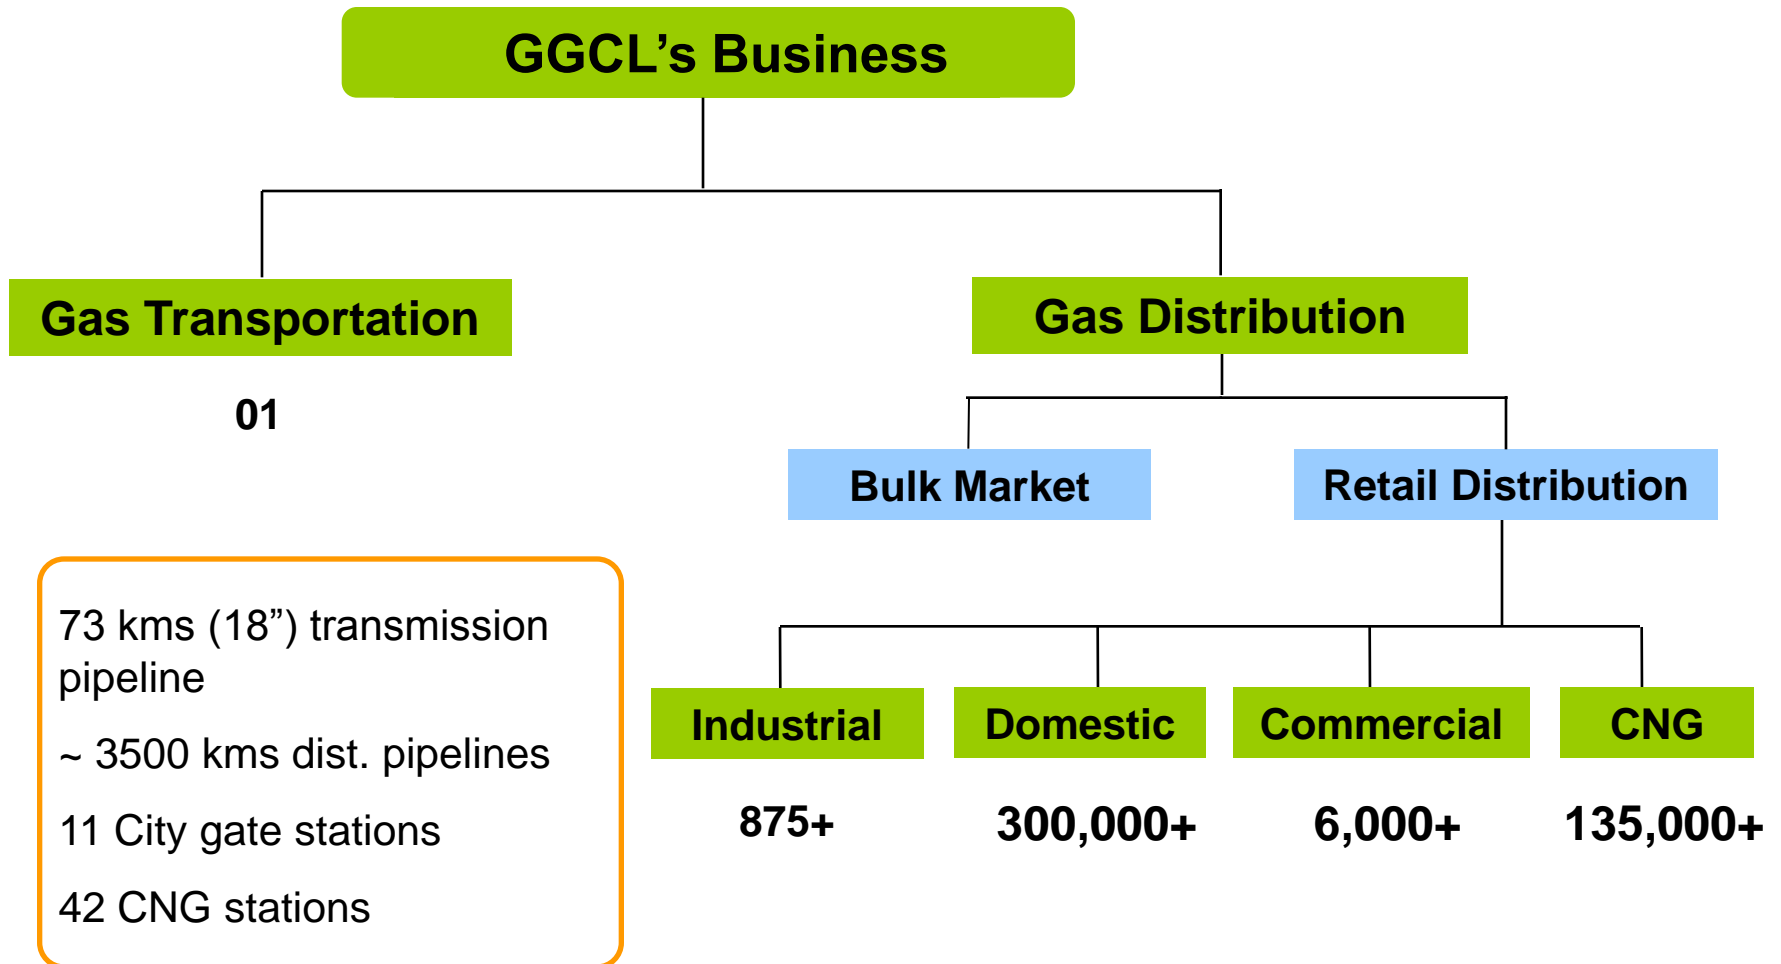 GGCL’s Business
Gas Transportation
Gas Distribution
01
Bulk Market
Retail Distribution
73 kms (18”) transmission
pipeline
~ 3500 kms dist. pipelines
11 City gate stations
42 CNG stations
Industrial
Domestic
Commercial
CNG
875+
300,000+
6,000+
135,000+